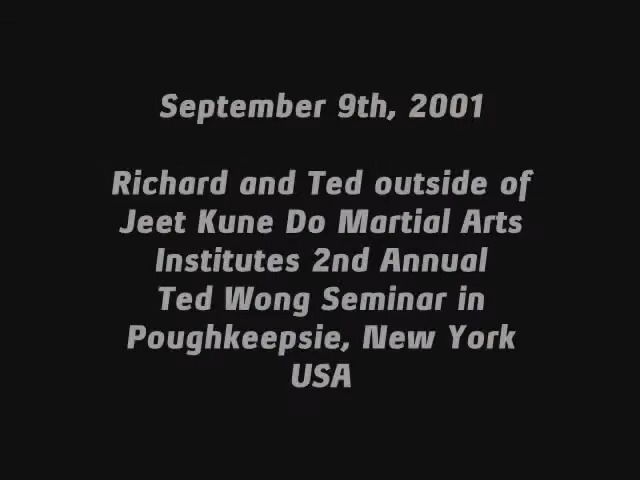 September 9th, 2001
Richard and Ted outside of
Jeet Kune Do Martial Arts
Institutes 2nd Annual
Ted Wong Seminar in
Poughkeepsie, New York
USA